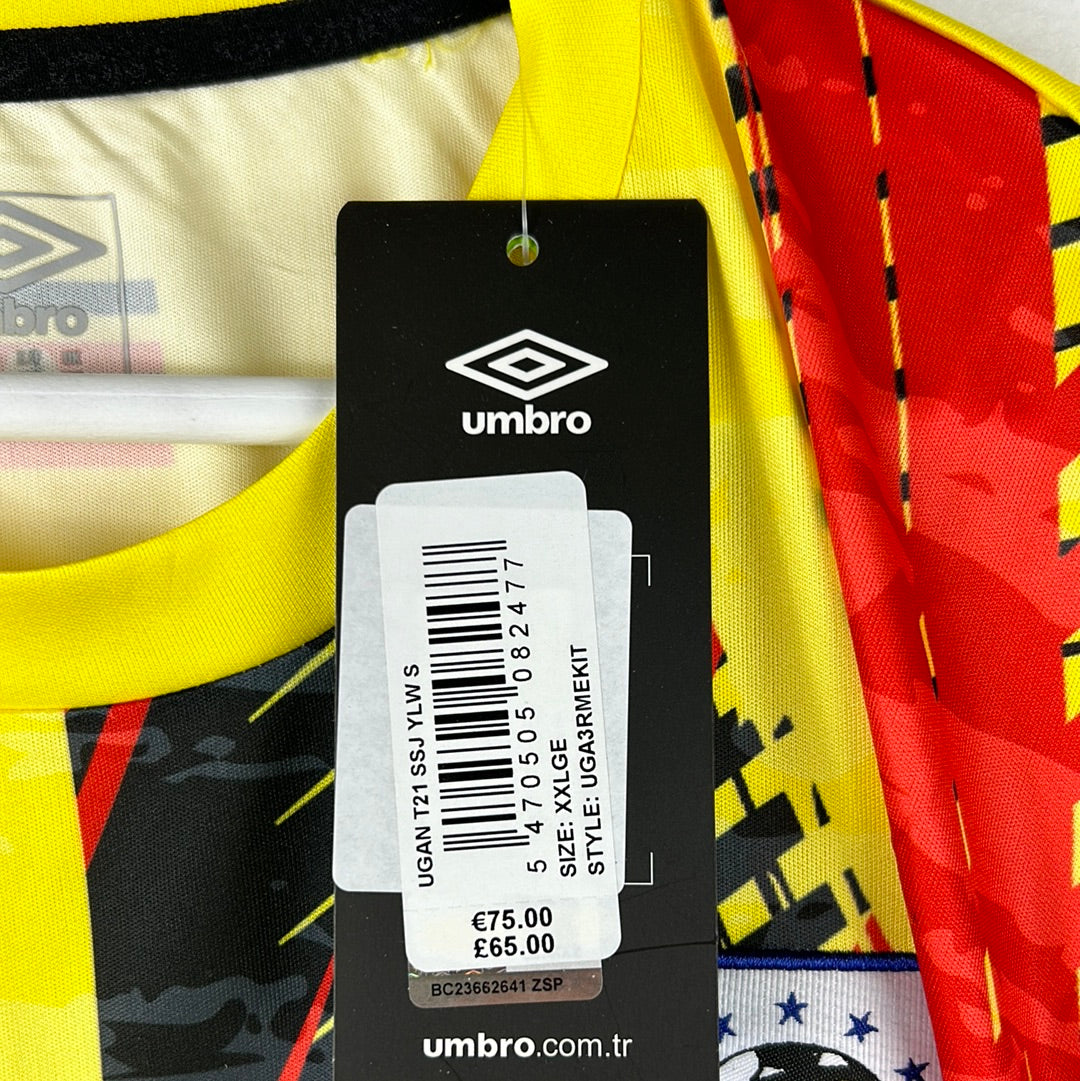 umbro
UGAN T21 SSJ YLW S
5 470505 082477
SIZE: XXLGE
STYLE: UGA3RMEKIT
€75.00
£65.00
BC23662641 ZSP
umbro.com.tr